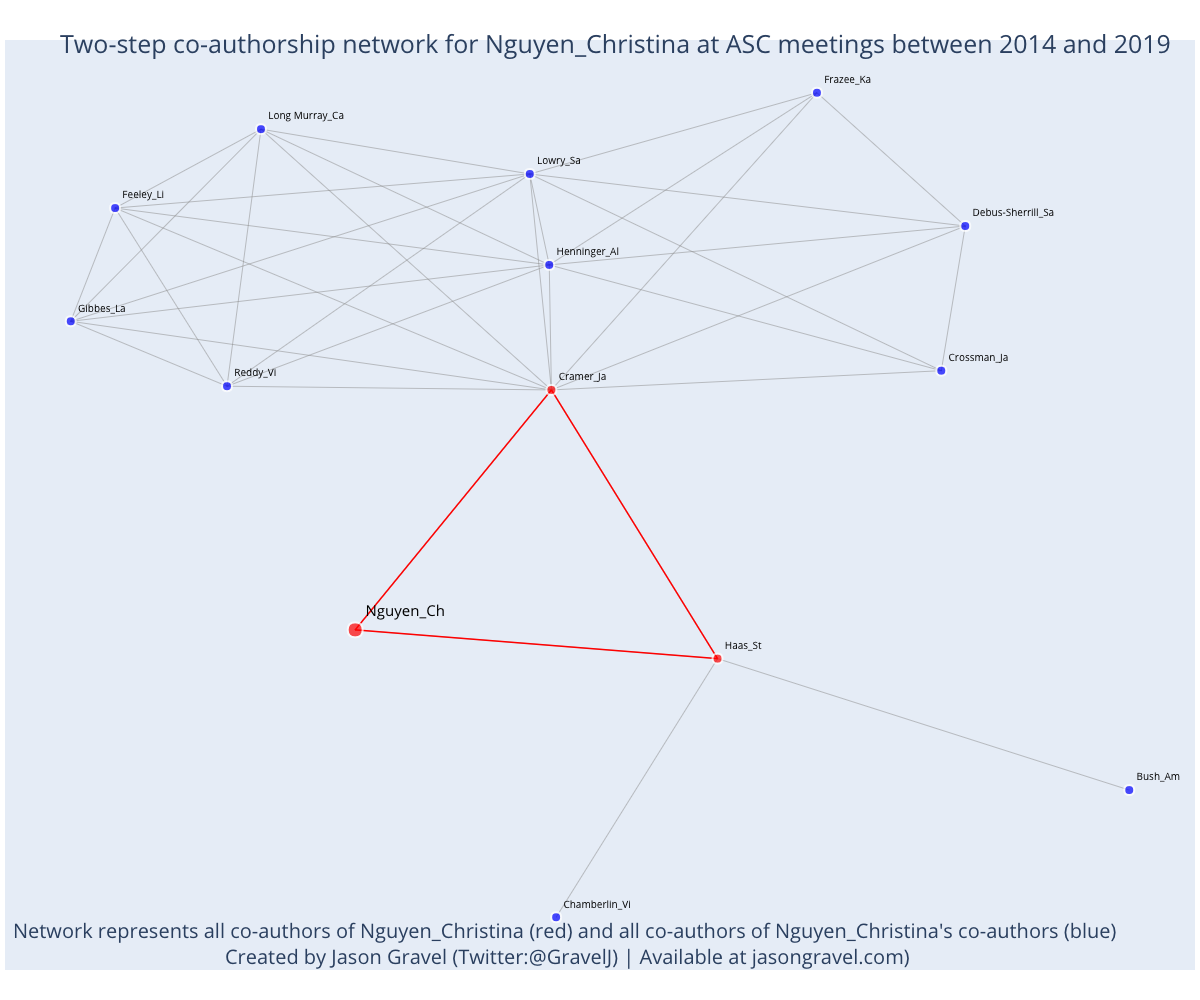 Two-step co-authorship network for Nguyen_Christina at ASC meetings between 2014 and 2019
Frazee_Ka
Long Murray_Ca
Lowry_Sa
Feeley_Li
Debus-Sherrill_Sa
Henninger_Al
Gibbes_La
Crossman_Ja
Reddy_Vi
Cramer_Ja
Nguyen_Ch
Haas_St
Bush_Am
Chamberlin_Vi
Network represents all co-authors of Nguyen_Christina (red) and all co-authors of Nguyen_Christina's co-authors (blue)
Created by Jason Gravel (Twitter:@GravelJ) | Available at jasongravel.com)